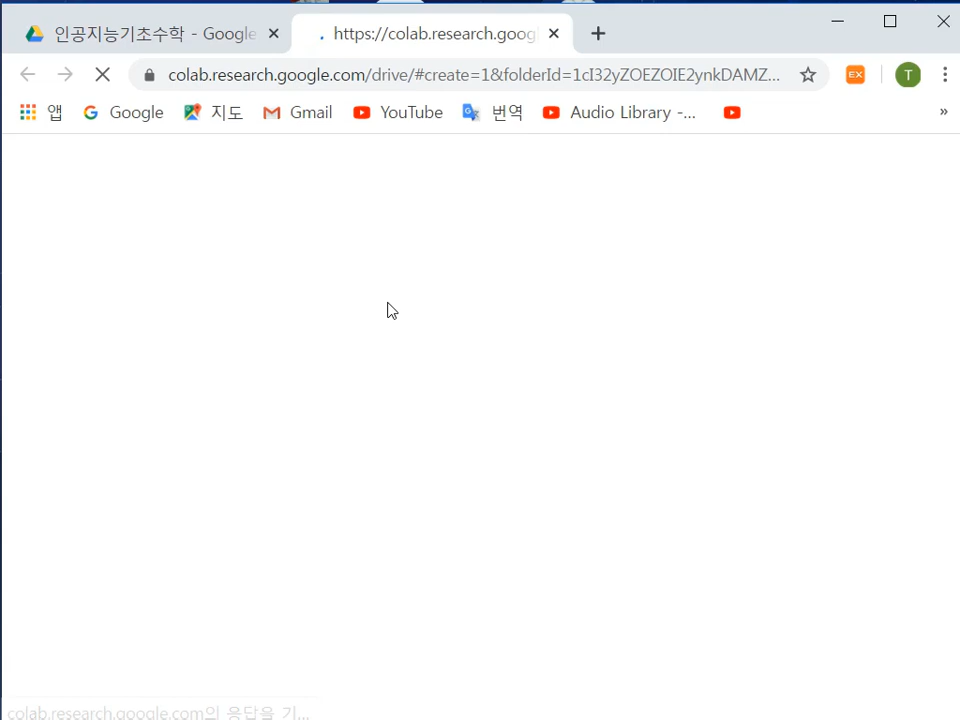 인공지능기초수학 - Google
https://colab.research.goog
colab.research.google.com/drive/#create=1&folderId=1cI32yZOEZOIE2ynkDAMZ...
EX
T
앱 Google 지도 Gmail YouTube 번역 Audio Library -... »
colab.research.google.com의 응답을 기...